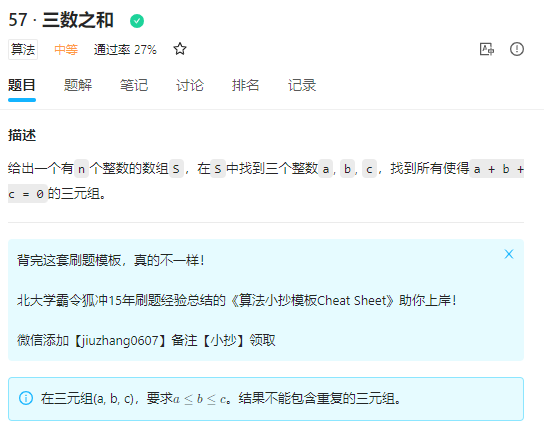 57 · 三数之和
算法 中等 通过率 27%
题目 题解 笔记 讨论 排名 记录
描述
给出一个有 n 个整数的数组 S ，在 S 中找到三个整数 a , b , c ，找到所有使得 a + b +
c = 0 的三元组。
背完这套刷题模板，真的不一样！
北大学霸令狐冲15年刷题经验总结的《算法小抄模板Cheat Sheet》助你上岸！
微信添加【jiuzhang0607】备注【小抄】领取
在三元组(a, b, c)，要求a ≤ b ≤ c。结果不能包含重复的三元组。